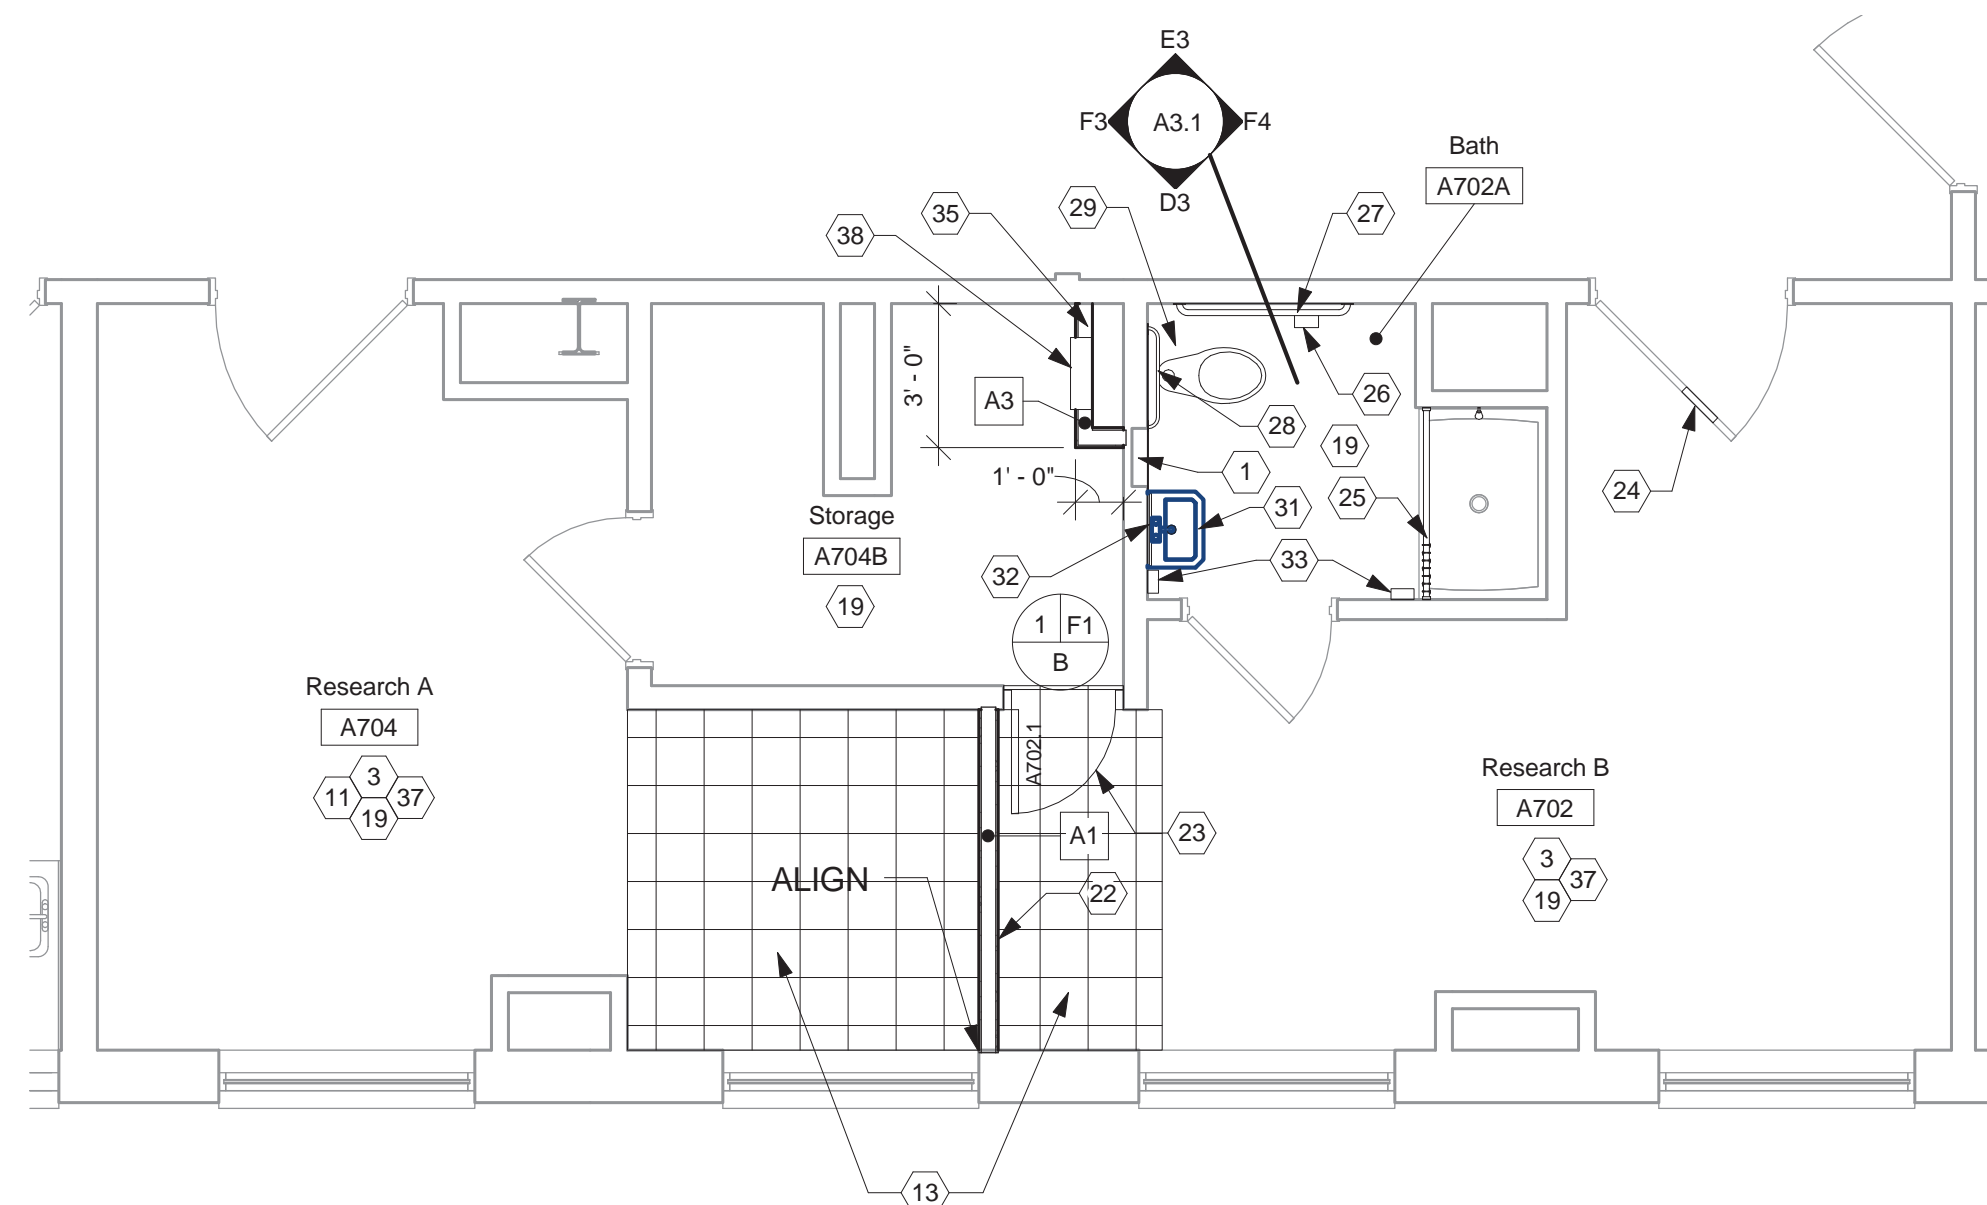 E3
F3
A3.1
F4
D3
Bath
A702A
29
27
35
38
3' - 0"
A3
26
28
19
1
1' - 0"
25
24
31
Storage
A704B
32
33
19
1
F1
B
Research A
A704
3
11
37
19
A702.1
Research B
A702
3
37
19
A1
23
ALIGN
22
13